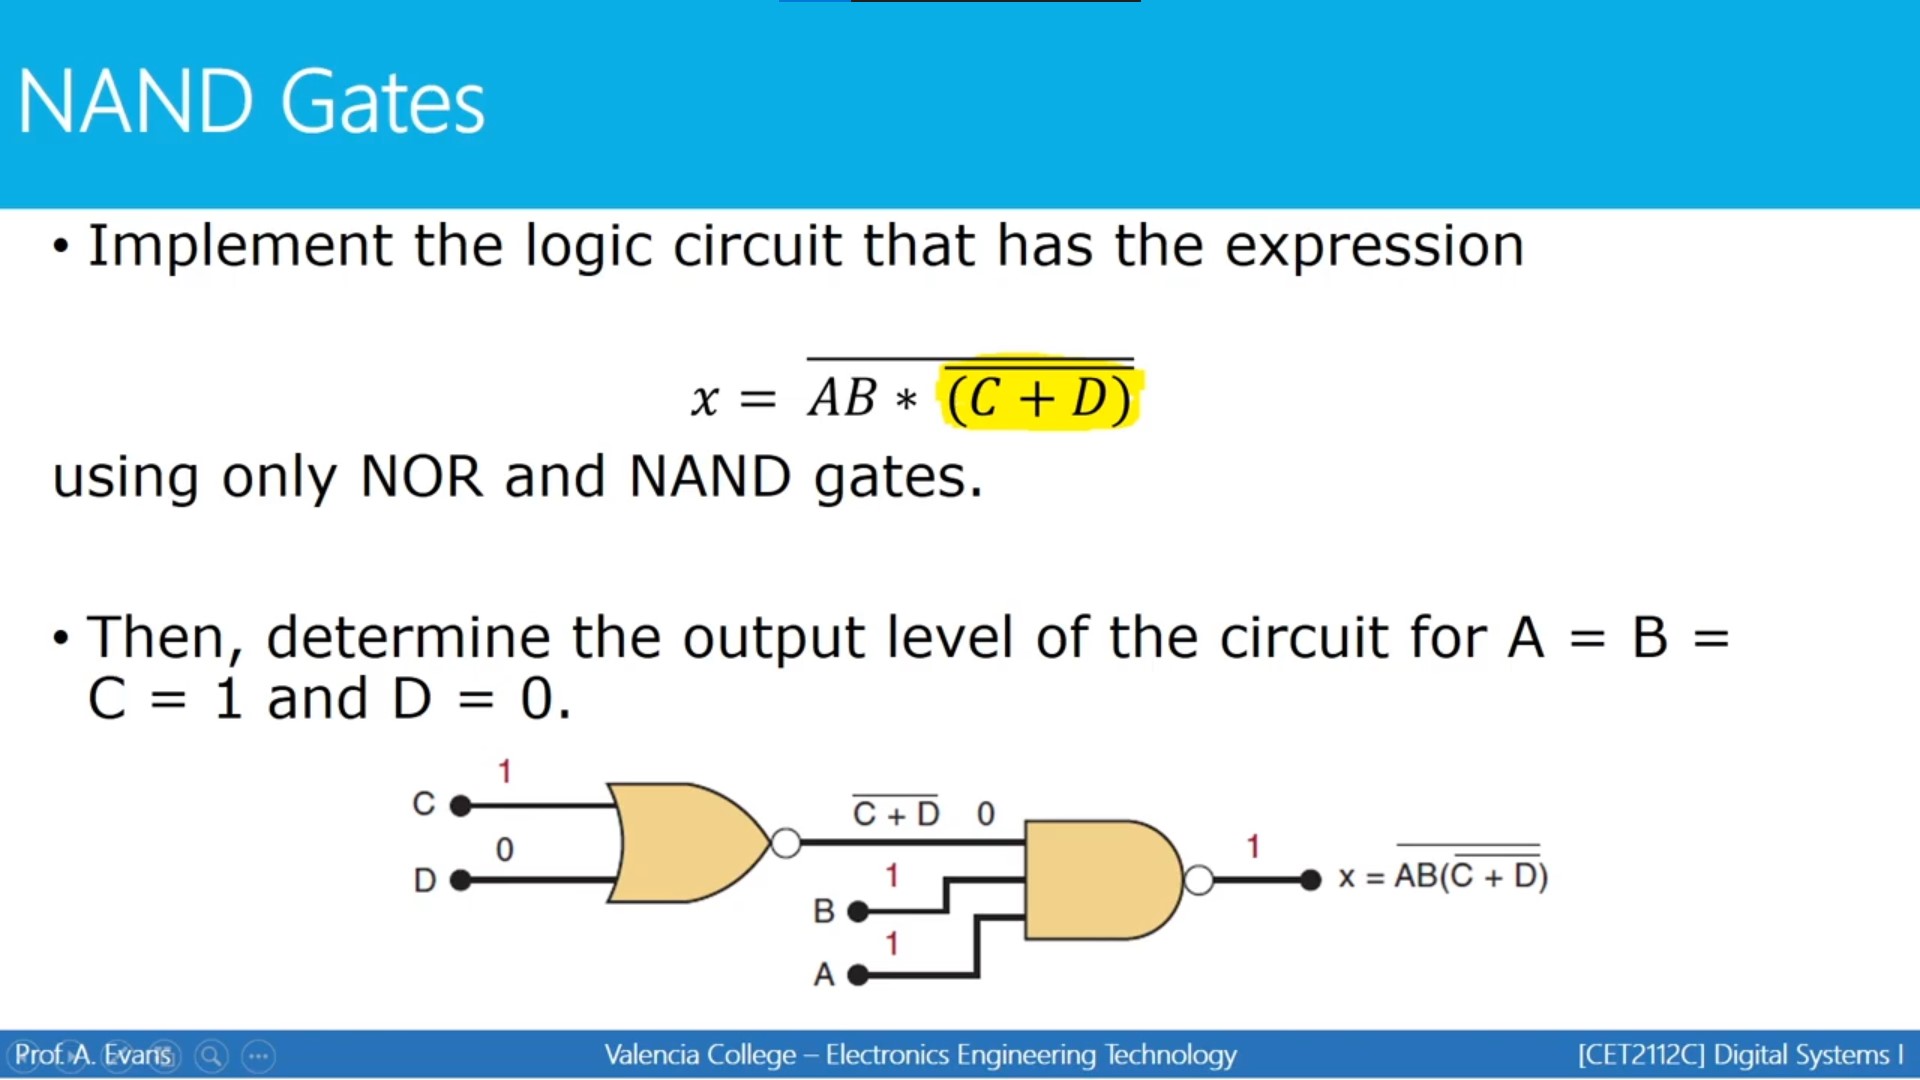 NAND Gates
• Implement the logic circuit that has the expression
x = \overline{AB * \overline{(C + D)}}
using only NOR and NAND gates.
• Then, determine the output level of the circuit for A = B =
C = 1 and D = 0.
1
C
0
D
\overline{C + D} 0
1
B
1
A
1
x = \overline{AB(\overline{C + D})}
Prof. A. Evans
Valencia College – Electronics Engineering Technology
[CET2112C] Digital Systems I